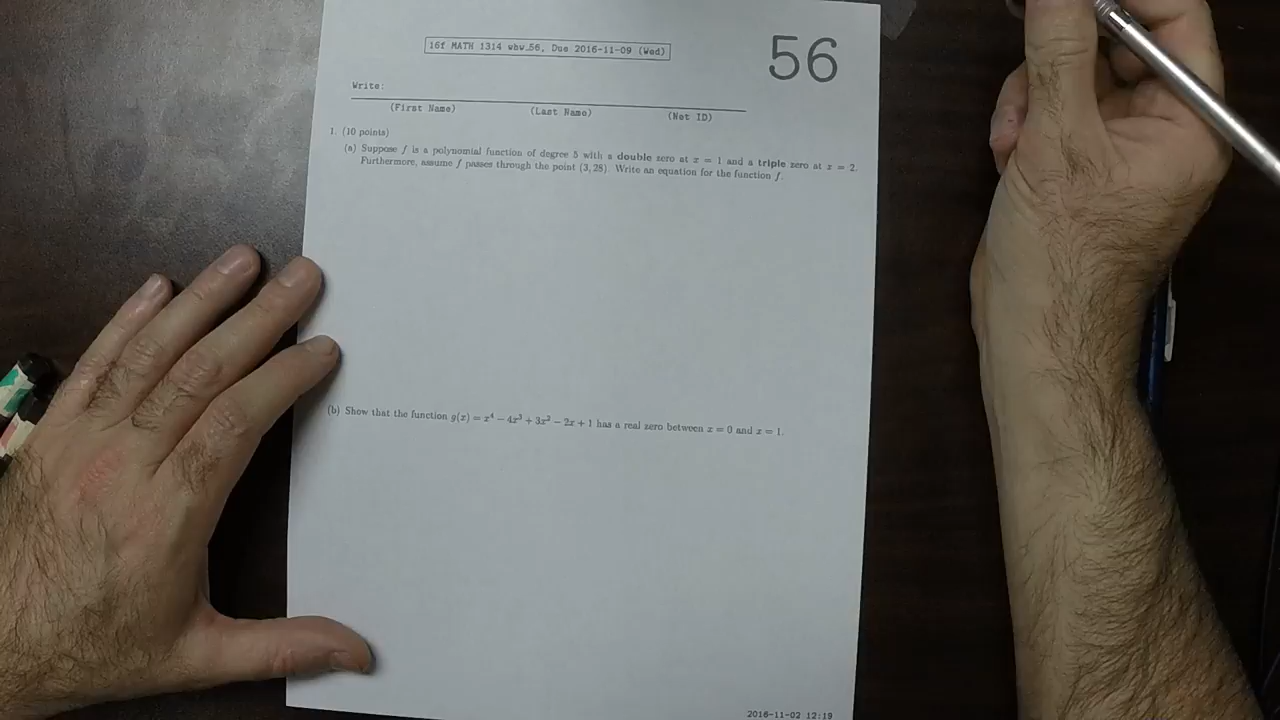 16f MATH 1314 whw_56, Due 2016-11-09 (Wed)
56
Write:
(First Name) (Last Name) (Net ID)
1. (10 points)
(a) Suppose f is a polynomial function of degree 5 with a double zero at x = 1 and a triple zero at x = 2.
Furthermore, assume f passes through the point (3, 28). Write an equation for the function f.
(b) Show that the function g(x) = x⁴ − 4x³ + 3x² − 2x + 1 has a real zero between x = 0 and x = 1.
2016-11-02 12:19